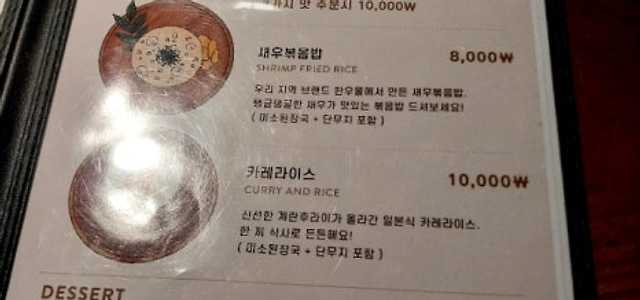 맛 주문시 10,000₩
새우볶음밥 8,000₩
SHRIMP FRIED RICE
우리 지역 브랜드 한우물에서 만든 새우볶음밥.
탱글탱글한 새우가 맛있는 볶음밥 드셔보세요!
( 미소된장국 + 단무지 포함 )
카레라이스 10,000₩
CURRY AND RICE
신선한 계란후라이가 올라간 일본식 카레라이스.
한 끼 식사로 든든해요!
( 미소된장국 + 단무지 포함 )
DESSERT